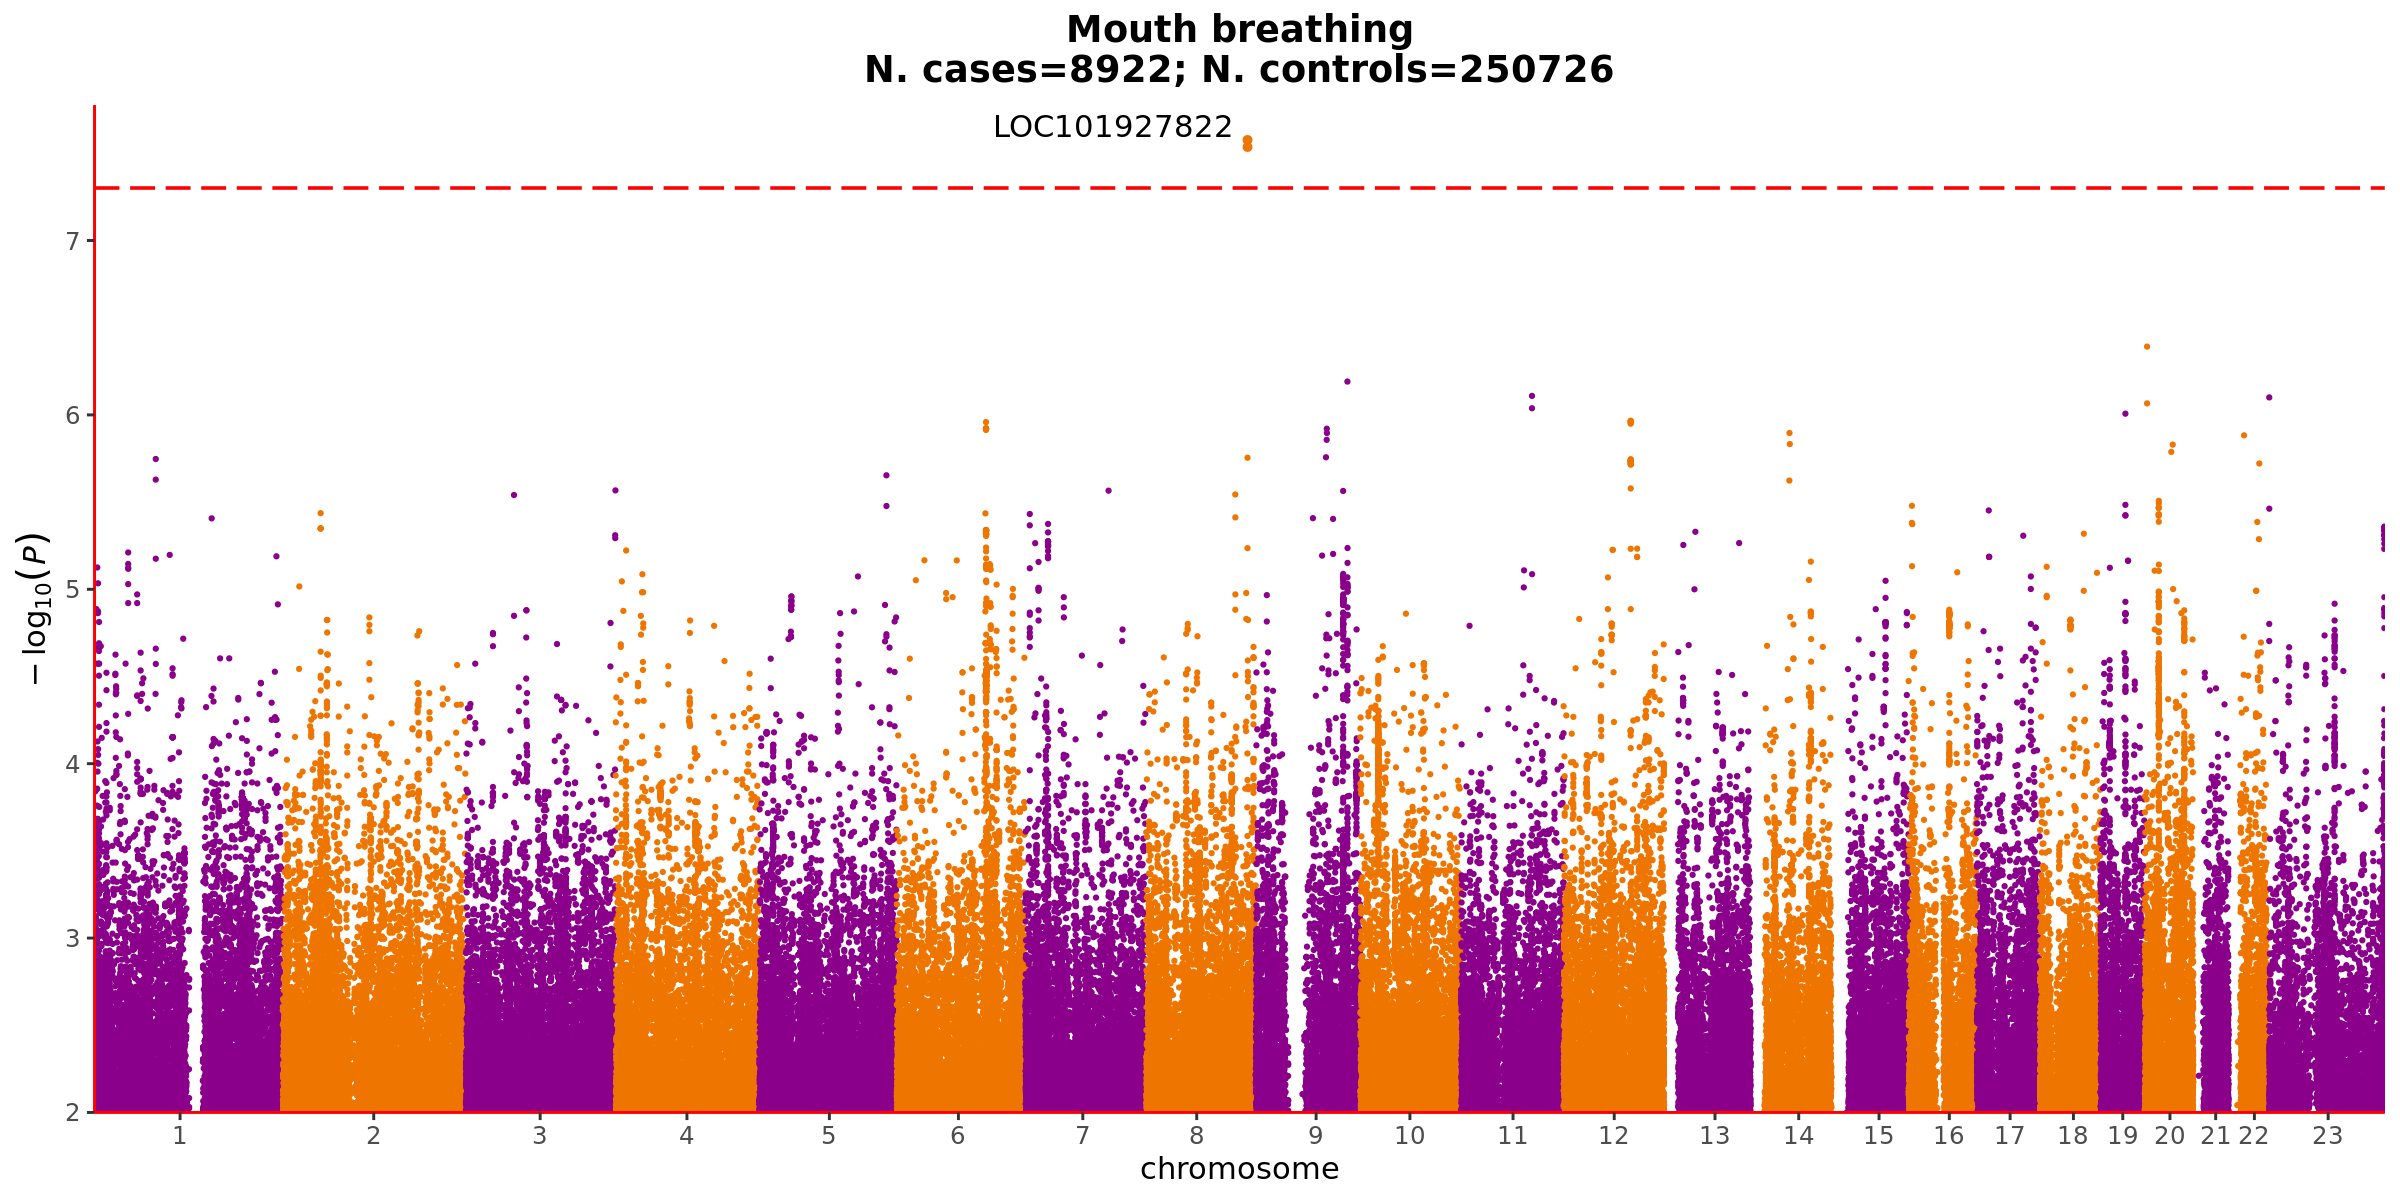 Mouth breathing
N. cases=8922; N. controls=250726
LOC101927822
−log10(P)
7
6
5
4
3
2
1 2 3 4 5 6 7 8 9 10 11 12 13 14 15 16 17 18 19 20 21 22 23
chromosome